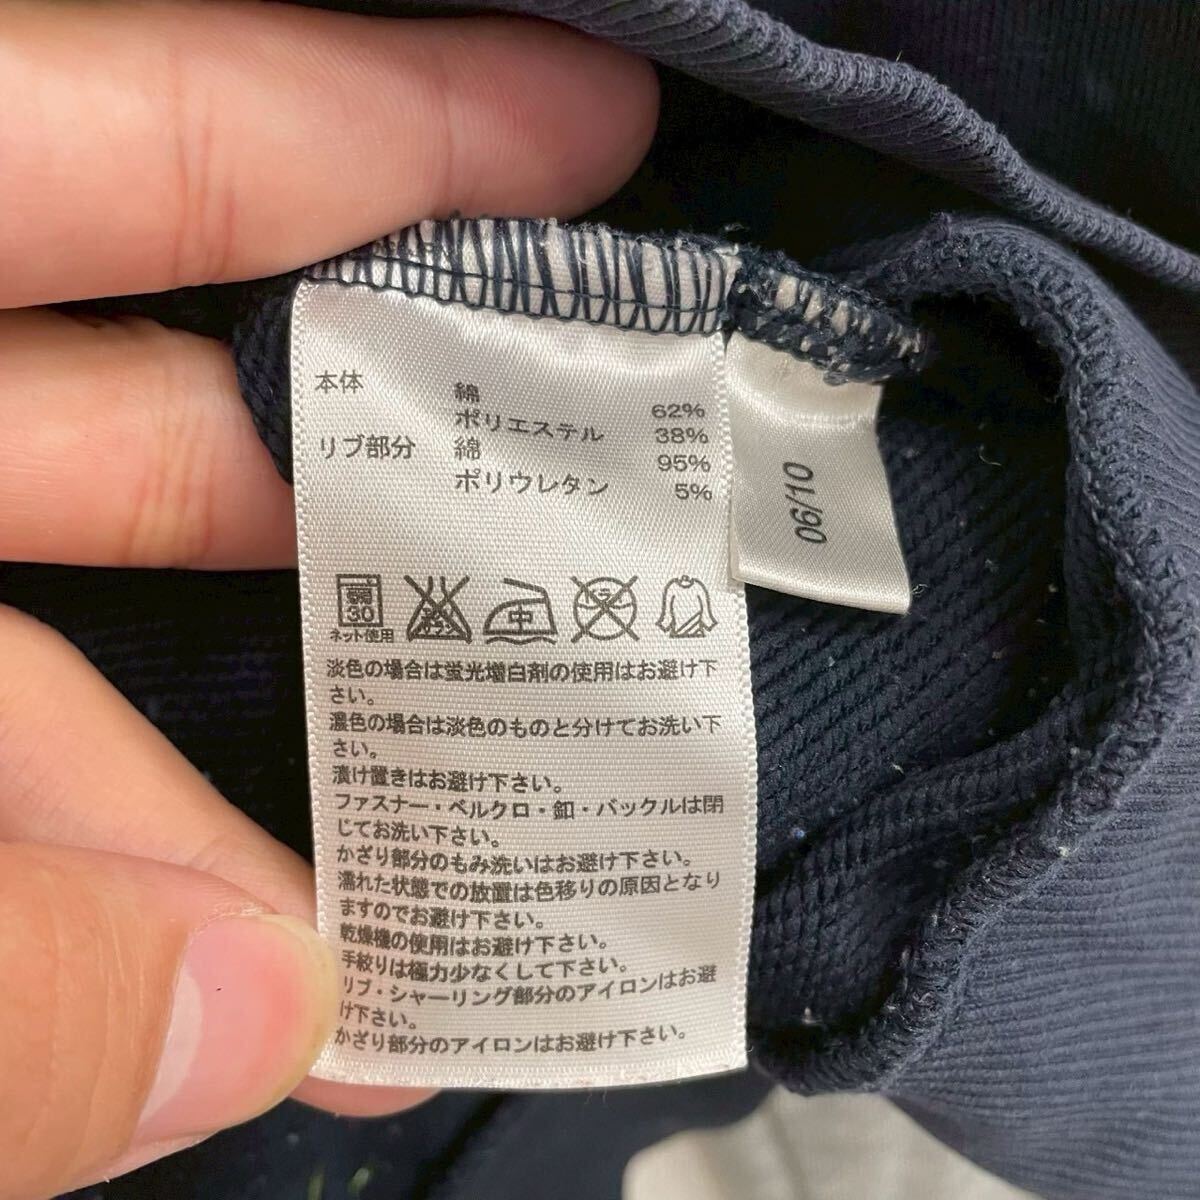 本体 綿 62%
ポリエステル 38%
リブ部分 綿 95%
ポリウレタン 5%
06/10
弱 30 中
ネット使用
淡色の場合は蛍光増白剤の使用はお避け下
さい。
濃色の場合は淡色のものと分けてお洗い下
さい。
漬け置きはお避け下さい。
ファスナー・ベルクロ・釦・バックルは閉
じてお洗い下さい。
かざり部分のもみ洗いはお避け下さい。
濡れた状態での放置は色移りの原因となり
ますのでお避け下さい。
乾燥機の使用はお避け下さい。
手絞りは極力少なくして下さい。
リブ・シャーリング部分のアイロンはお避
け下さい。
かざり部分のアイロンはお避け下さい。